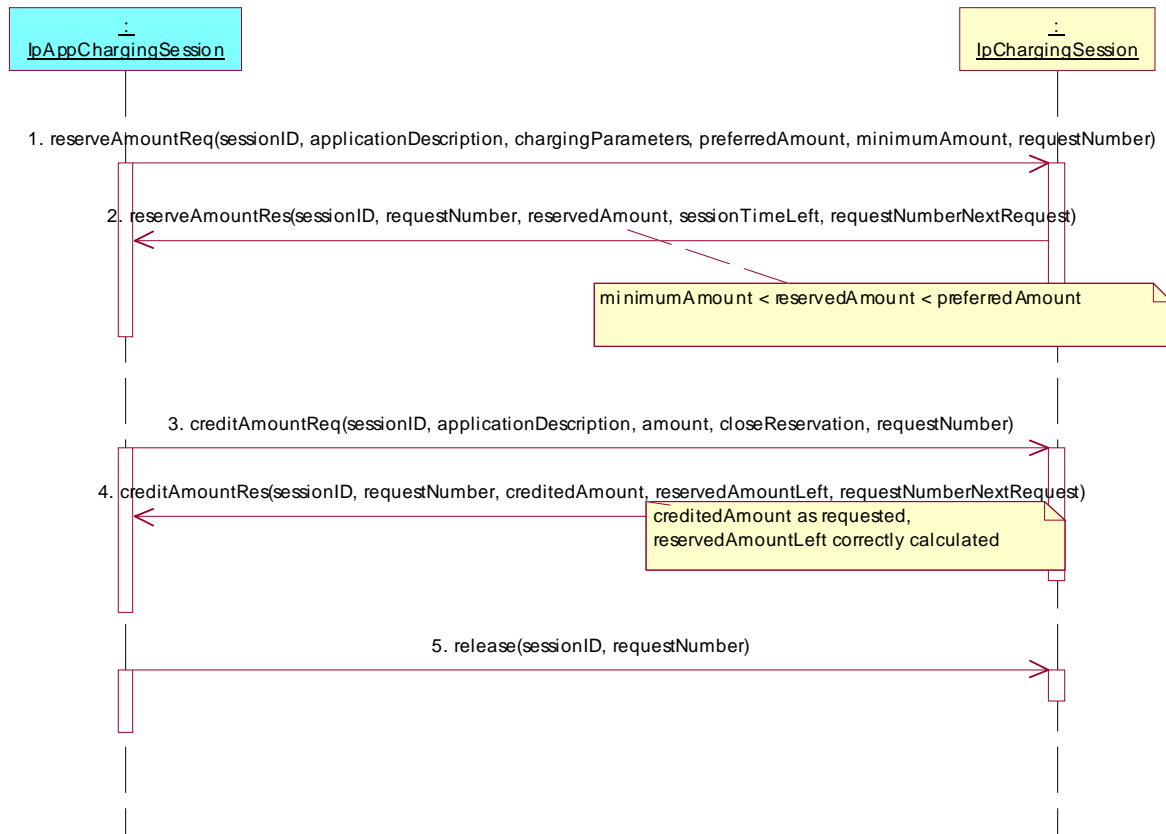 :
IpAppChargingSession
:
IpChargingSession
1. reserveAmountReq(sessionID, applicationDescription, chargingParameters, preferredAmount, minimumAmount, requestNumber)
2. reserveAmountRes(sessionID, requestNumber, reservedAmount, sessionTimeLeft, requestNumberNextRequest)
minimumAmount < reservedAmount < preferredAmount
3. creditAmountReq(sessionID, applicationDescription, amount, closeReservation, requestNumber)
4. creditAmountRes(sessionID, requestNumber, creditedAmount, reservedAmountLeft, requestNumberNextRequest)
creditedAmount as requested,
reservedAmountLeft correctly calculated
5. release(sessionID, requestNumber)